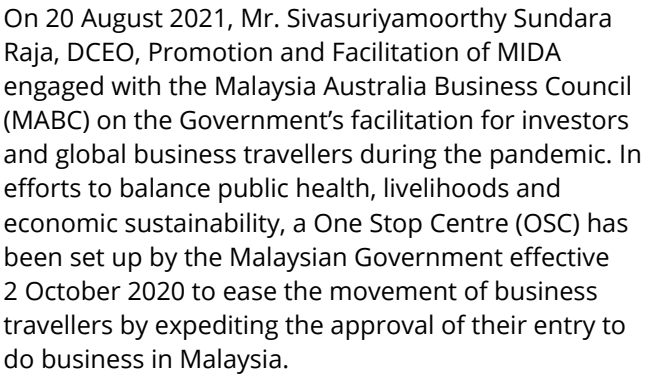 On 20 August 2021, Mr. Sivasuriyamoorthy Sundara
Raja, DCEO, Promotion and Facilitation of MIDA
engaged with the Malaysia Australia Business Council
(MABC) on the Government’s facilitation for investors
and global business travellers during the pandemic. In
efforts to balance public health, livelihoods and
economic sustainability, a One Stop Centre (OSC) has
been set up by the Malaysian Government effective
2 October 2020 to ease the movement of business
travellers by expediting the approval of their entry to
do business in Malaysia.